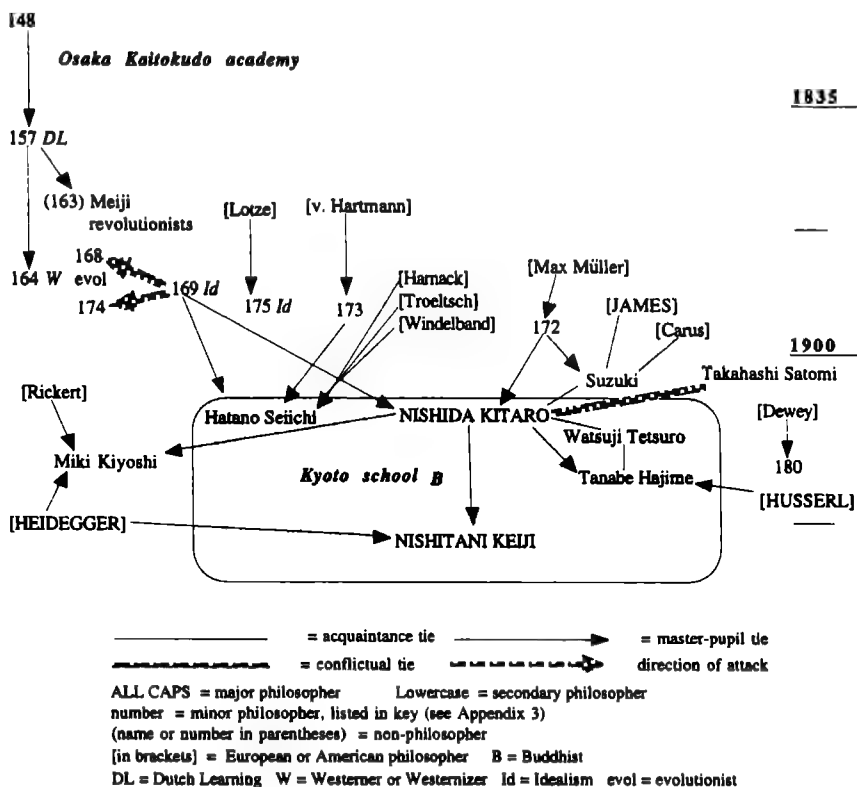 148
Osaka Kaitokudo academy
1835
157 DL
(163) Meiji
revolutionists
[Lotze]
[v. Hartmann]
164 W evol
168
174
169 Id
175 Id
173
[Harnack]
[Troeltsch]
[Windelband]
[Max Müller]
172
[JAMES]
[Carus]
1900
Suzuki
Takahashi Satomi
[Rickert]
Hatano Seiichi
NISHIDA KITARO
[Dewey]
Watsuji Tetsuro
Miki Kiyoshi
Kyoto school B
Tanabe Hajime
180
[HUSSERL]
[HEIDEGGER]
NISHITANI KEIJI
= acquaintance tie
= master-pupil tie
= conflictual tie
direction of attack
ALL CAPS = major philosopher Lowercase = secondary philosopher
number = minor philosopher, listed in key (see Appendix 3)
(name or number in parentheses) = non-philosopher
[in brackets] = European or American philosopher B = Buddhist
DL = Dutch Learning W = Westerner or Westernizer Id = Idealism evol = evolutionist